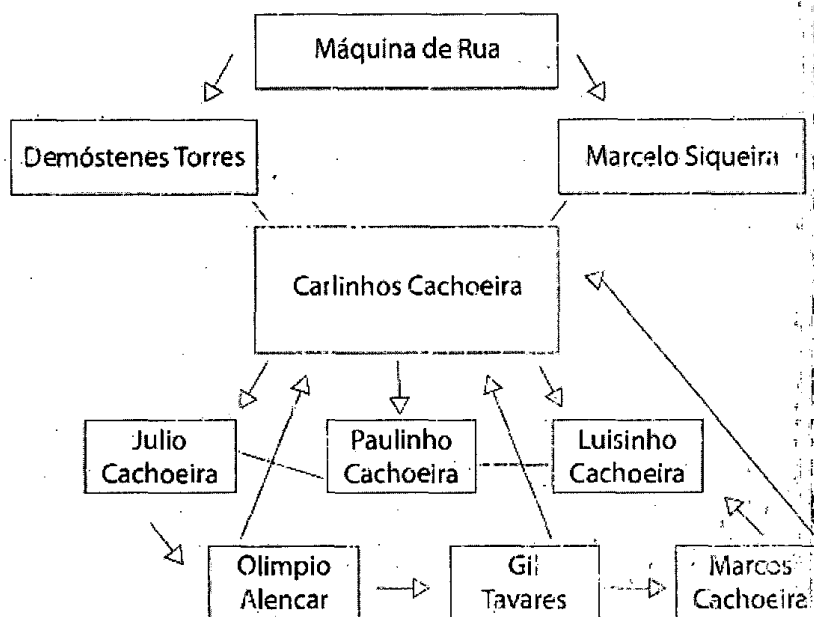 Máquina de Rua
Demóstenes Torres
Marcelo Siqueira
Carlinhos Cachoeira
Julio
Cachoeira
Paulinho
Cachoeira
Luisinho
Cachoeira
Olimpio
Alencar
Gil
Tavares
Marcos
Cachoeira